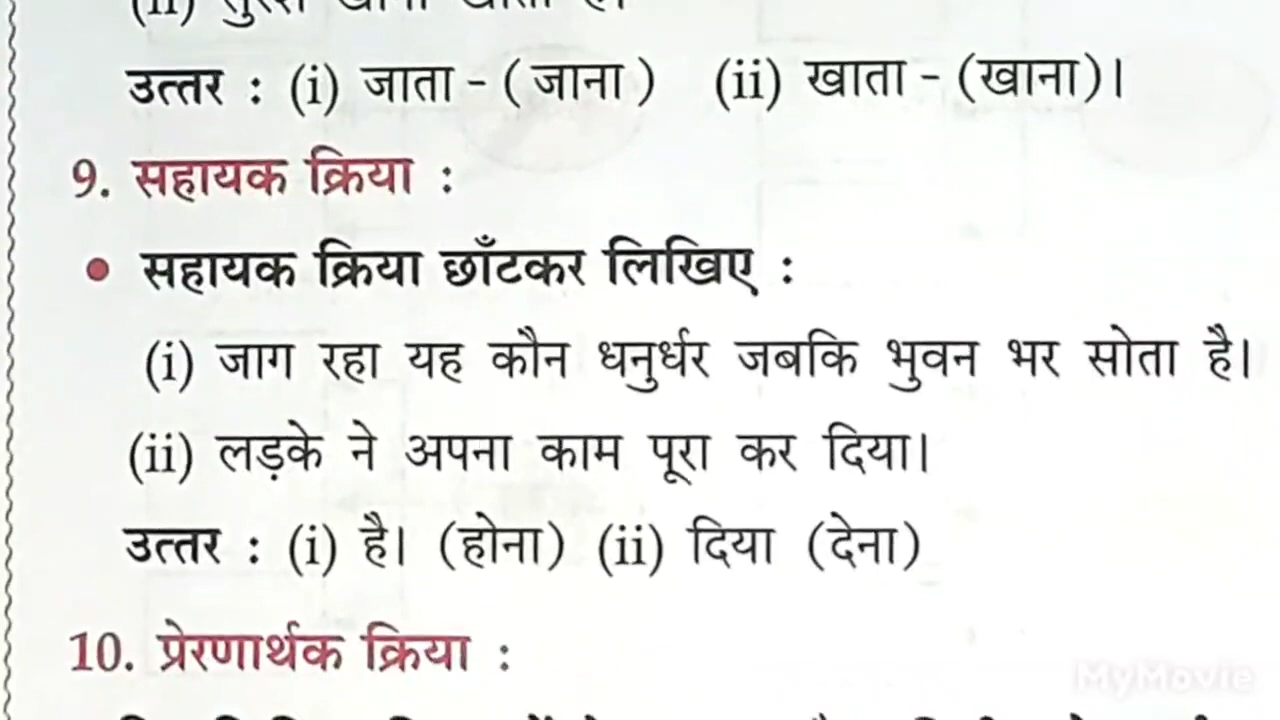 (ii) सुरेश खाना खाता है।
उत्तर : (i) जाता - (जाना) (ii) खाता - (खाना)।
9. सहायक क्रिया :
• सहायक क्रिया छाँटकर लिखिए :
(i) जाग रहा यह कौन धनुर्धर जबकि भुवन भर सोता है।
(ii) लड़के ने अपना काम पूरा कर दिया।
उत्तर : (i) है। (होना) (ii) दिया (देना)
10. प्रेरणार्थक क्रिया :
MyMovie